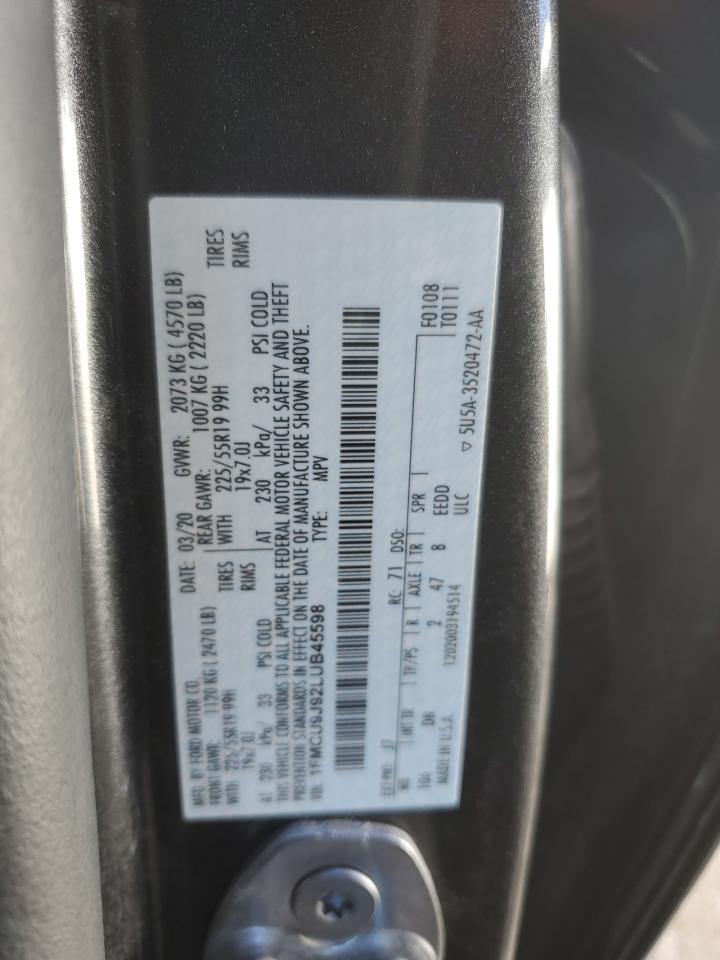 MFD. BY FORD MOTOR CO. DATE: 03/20 GVWR: 2073 KG ( 4570 LB)
FRONT GAWR: 1120 KG ( 2470 LB) REAR GAWR: 1007 KG ( 2220 LB)
WITH 225/55R19 99H TIRES WITH 225/55R19 99H TIRES
19x7.0J RIMS 19x7.0J RIMS
AT 230 kPa/ 33 PSI COLD AT 230 kPa/ 33 PSI COLD
THIS VEHICLE CONFORMS TO ALL APPLICABLE FEDERAL MOTOR VEHICLE SAFETY AND THEFT
PREVENTION STANDARDS IN EFFECT ON THE DATE OF MANUFACTURE SHOWN ABOVE.
VIN: 1FMCU9J92LUB45598 TYPE: MPV
EXT PNT: J7 RC: 71 DSO: F0108
WB INT TR TP/PS R AXLE TR SPR T0111
106 2 47 8 EEDD
MADE IN U.S.A. 1202003194514 ULC
▽ 5U5A-3520472-AA